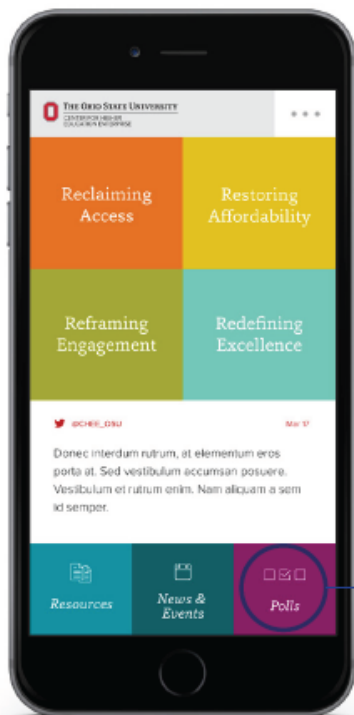 THE OHIO STATE UNIVERSITY
CENTER FOR HIGHER
EDUCATION ENTERPRISE
Reclaiming
Access
Restoring
Affordability
Reframing
Engagement
Redefining
Excellence
@CHEE_OSU
Mar 17
Donec interdum rutrum, at elementum eros
porta at. Sed vestibulum accumsan posuere.
Vestibulum et rutrum enim. Nam aliquam a sem
id semper.
Resources
News &
Events
Polls